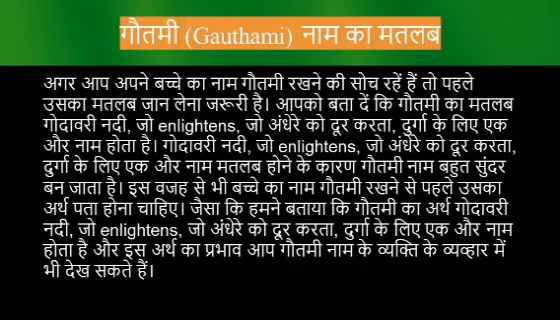 गौतमी (Gauthami) नाम का मतलब
अगर आप अपने बच्चे का नाम गौतमी रखने की सोच रहें हैं तो पहले
उसका मतलब जान लेना जरूरी है। आपको बता दें कि गौतमी का मतलब
गोदावरी नदी, जो enlightens, जो अंधेरे को दूर करता, दुर्गा के लिए एक
और नाम होता है। गोदावरी नदी, जो enlightens, जो अंधेरे को दूर करता,
दुर्गा के लिए एक और नाम मतलब होने के कारण गौतमी नाम बहुत सुंदर
बन जाता है। इस वजह से भी बच्चे का नाम गौतमी रखने से पहले उसका
अर्थ पता होना चाहिए। जैसा कि हमने बताया कि गौतमी का अर्थ गोदावरी
नदी, जो enlightens, जो अंधेरे को दूर करता, दुर्गा के लिए एक और नाम
होता है और इस अर्थ का प्रभाव आप गौतमी नाम के व्यक्ति के व्यव्हार में
भी देख सकते हैं।